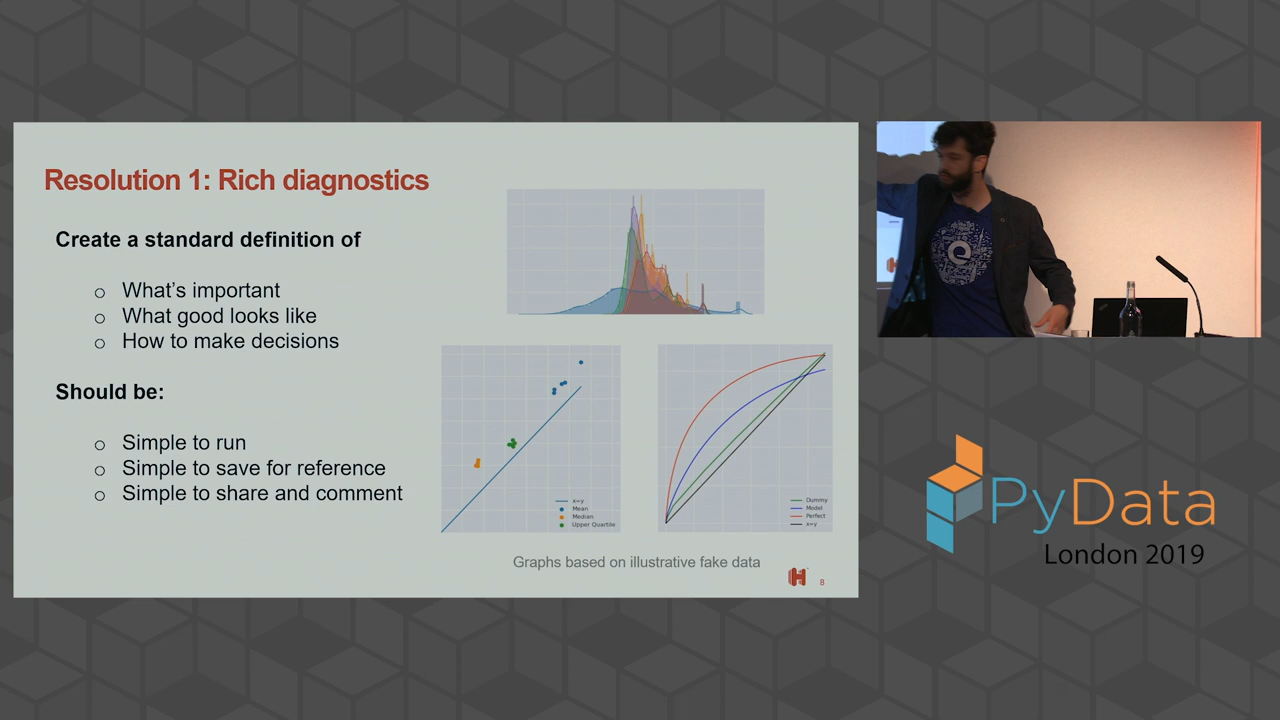 Resolution 1: Rich diagnostics
Create a standard definition of
What's important
What good looks like
How to make decisions
Should be:
Simple to run
Simple to save for reference
Simple to share and comment
x=y
Mean
Median
Upper Quartile
Dummy
Model
Perfect
x=y
Graphs based on illustrative fake data
H
8
e
PyData
London 2019